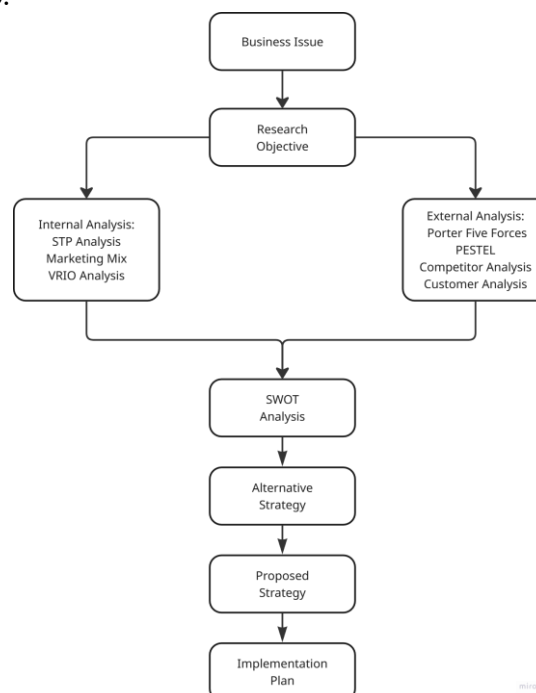 Business Issue
Research
Objective
Internal Analysis:
STP Analysis
Marketing Mix
VRIO Analysis
External Analysis:
Porter Five Forces
PESTEL
Competitor Analysis
Customer Analysis
SWOT
Analysis
Alternative
Strategy
Proposed
Strategy
Implementation
Plan
miro